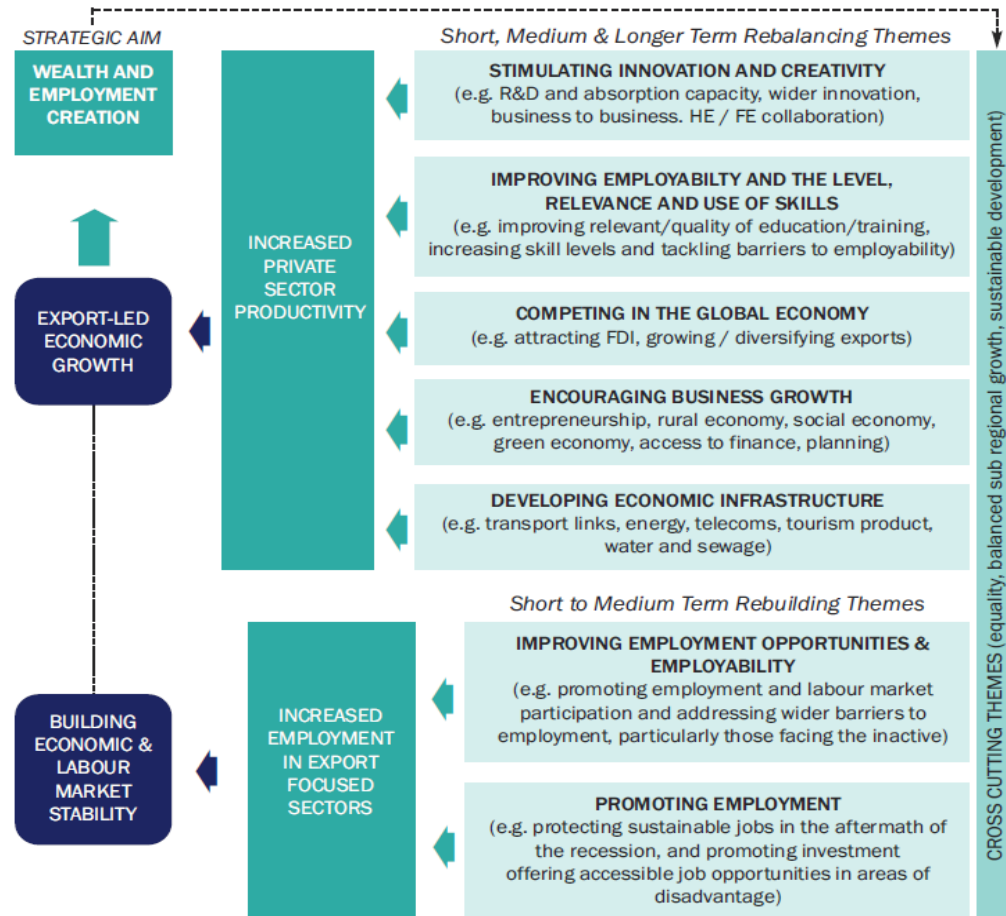 STRATEGIC AIM
WEALTH AND
EMPLOYMENT
CREATION
EXPORT-LED
ECONOMIC
GROWTH
BUILDING
ECONOMIC &
LABOUR
MARKET
STABILITY
INCREASED
PRIVATE
SECTOR
PRODUCTIVITY
INCREASED
EMPLOYMENT
IN EXPORT
FOCUSED
SECTORS
Short, Medium & Longer Term Rebalancing Themes
STIMULATING INNOVATION AND CREATIVITY
(e.g. R&D and absorption capacity, wider innovation,
business to business. HE / FE collaboration)
IMPROVING EMPLOYABILTY AND THE LEVEL,
RELEVANCE AND USE OF SKILLS
(e.g. improving relevant/quality of education/training,
increasing skill levels and tackling barriers to employability)
COMPETING IN THE GLOBAL ECONOMY
(e.g. attracting FDI, growing / diversifying exports)
ENCOURAGING BUSINESS GROWTH
(e.g. entrepreneurship, rural economy, social economy,
green economy, access to finance, planning)
DEVELOPING ECONOMIC INFRASTRUCTURE
(e.g. transport links, energy, telecoms, tourism product,
water and sewage)
Short to Medium Term Rebuilding Themes
IMPROVING EMPLOYMENT OPPORTUNITIES &
EMPLOYABILITY
(e.g. promoting employment and labour market
participation and addressing wider barriers to
employment, particularly those facing the inactive)
PROMOTING EMPLOYMENT
(e.g. protecting sustainable jobs in the aftermath of
the recession, and promoting investment
offering accessible job opportunities in areas of
disadvantage)
CROSS CUTTING THEMES (equality, balanced sub regional growth, sustainable development)